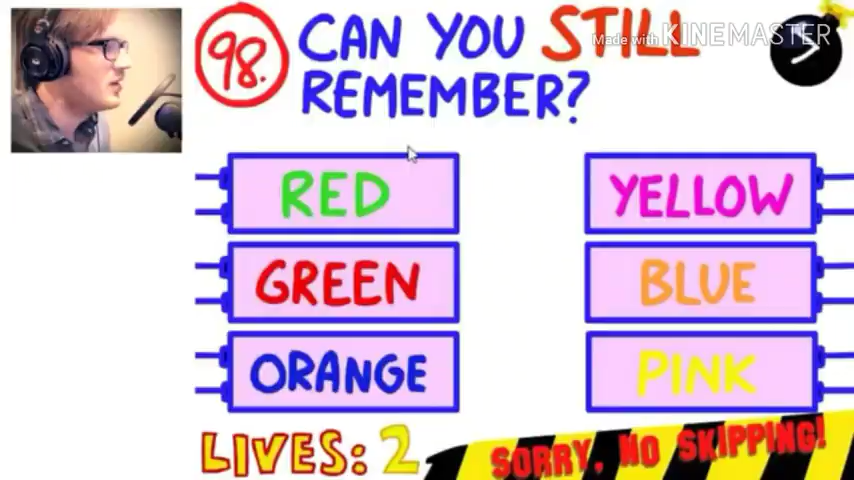 98. CAN YOU STILL
REMEMBER?
Made with KINEMASTER
5
RED
YELLOW
GREEN
BLUE
ORANGE
PINK
LIVES: 2
SORRY, NO SKIPPING!